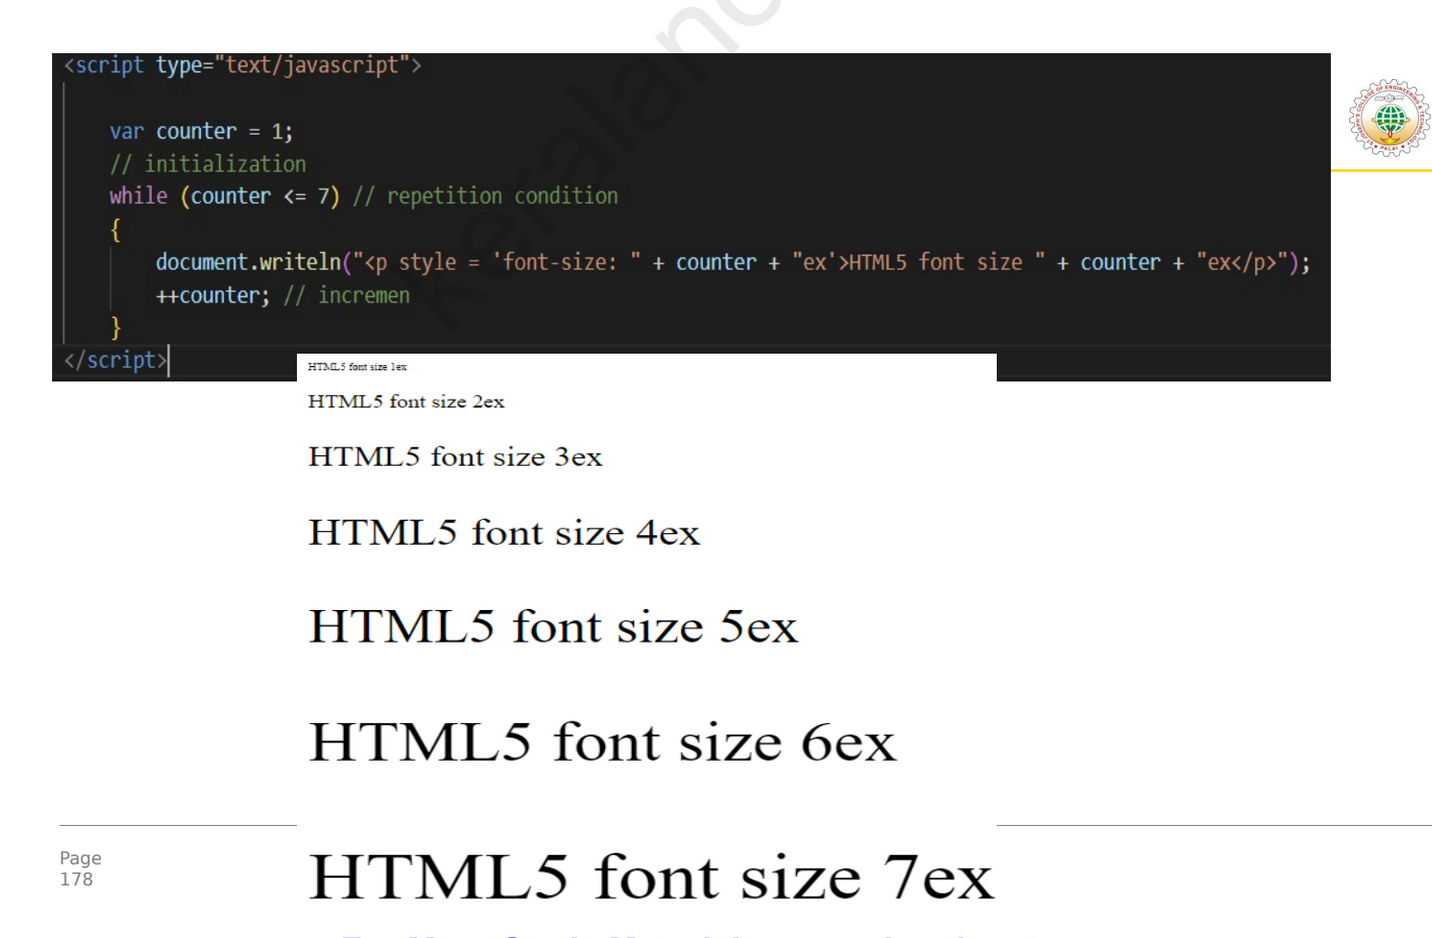 <script type="text/javascript">
var counter = 1;
// initialization
while (counter <= 7) // repetition condition
{
document.writeln("<p style = 'font-size: " + counter + "ex'>HTML5 font size " + counter + "ex</p>");
++counter; // incremen
}
</script>
HTML5 font size 1ex
HTML5 font size 2ex
HTML5 font size 3ex
HTML5 font size 4ex
HTML5 font size 5ex
HTML5 font size 6ex
HTML5 font size 7ex
Page
178